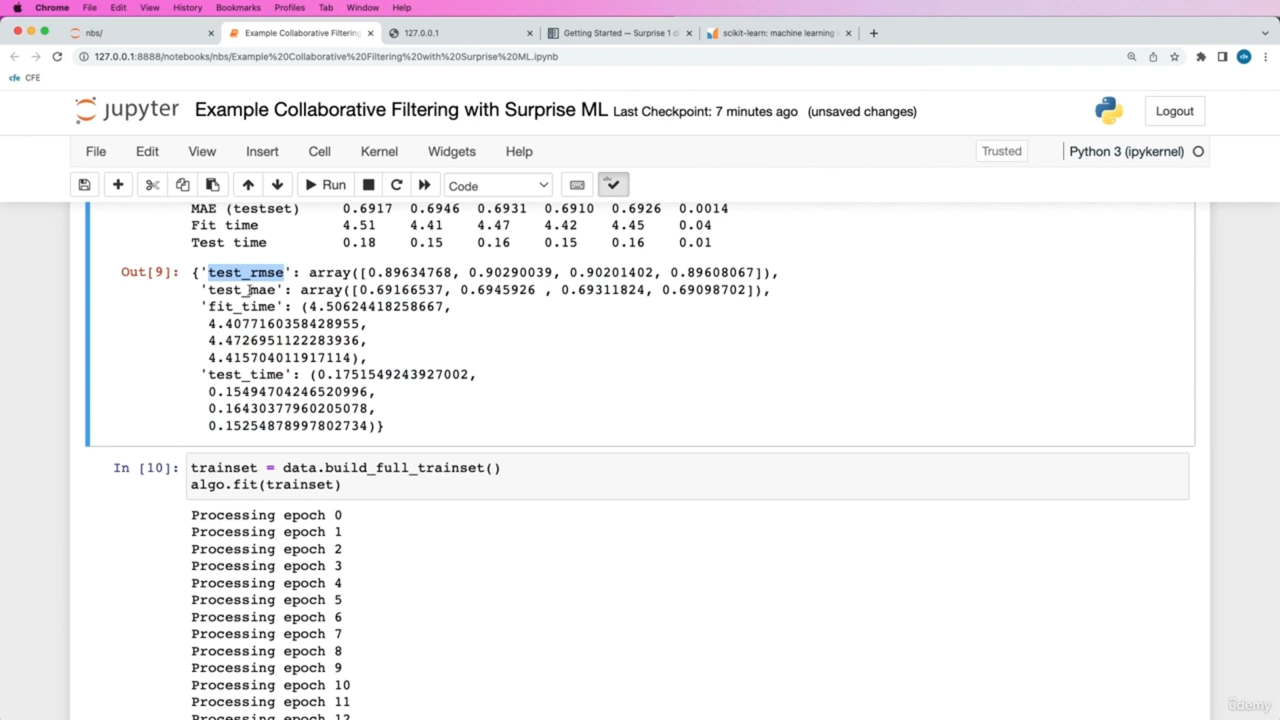 Chrome File Edit View History Bookmarks Profiles Tab Window Help
nbs/ Example Collaborative Filtering 127.0.0.1 Getting Started — Surprise 1 d scikit-learn: machine learning
127.0.0.1:8888/notebooks/nbs/Example%20Collaborative%20Filtering%20with%20Surprise%20ML.ipynb
cfe CFE
jupyter Example Collaborative Filtering with Surprise ML Last Checkpoint: 7 minutes ago (unsaved changes) Logout
File Edit View Insert Cell Kernel Widgets Help Trusted Python 3 (ipykernel)
Run Code
MAE (testset) 0.6917 0.6946 0.6931 0.6910 0.6926 0.0014
Fit time 4.51 4.41 4.47 4.42 4.45 0.04
Test time 0.18 0.15 0.16 0.15 0.16 0.01
Out[9]: {'test_rmse': array([0.89634768, 0.90290039, 0.90201402, 0.89608067]),
'test_mae': array([0.69166537, 0.6945926 , 0.69311824, 0.69098702]),
'fit_time': (4.50624418258667,
4.4077160358428955,
4.4726951122283936,
4.415704011917114),
'test_time': (0.1751549243927002,
0.15494704246520996,
0.16430377960205078,
0.15254878997802734)}
In [10]: trainset = data.build_full_trainset()
algo.fit(trainset)
Processing epoch 0
Processing epoch 1
Processing epoch 2
Processing epoch 3
Processing epoch 4
Processing epoch 5
Processing epoch 6
Processing epoch 7
Processing epoch 8
Processing epoch 9
Processing epoch 10
Processing epoch 11
Processing epoch 12
ûdemy